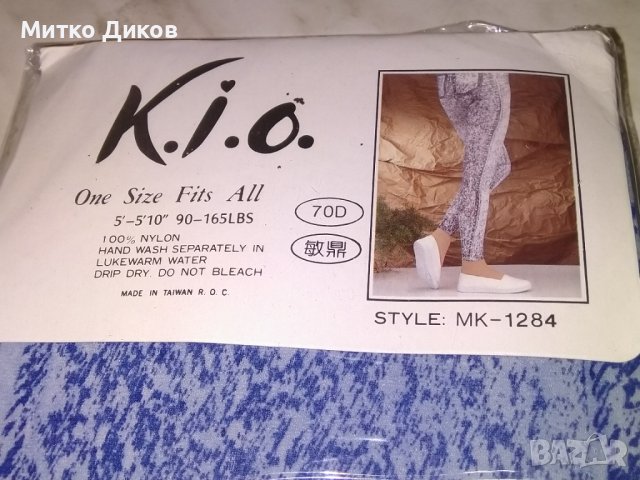 Митко Диков
K.i.o.
One Size Fits All
5'-5'10" 90-165LBS
100% NYLON
HAND WASH SEPARATELY IN
LUKEWARM WATER
DRIP DRY. DO NOT BLEACH
MADE IN TAIWAN R.O.C.
70D
敏鼎
STYLE: MK-1284
BAZAR